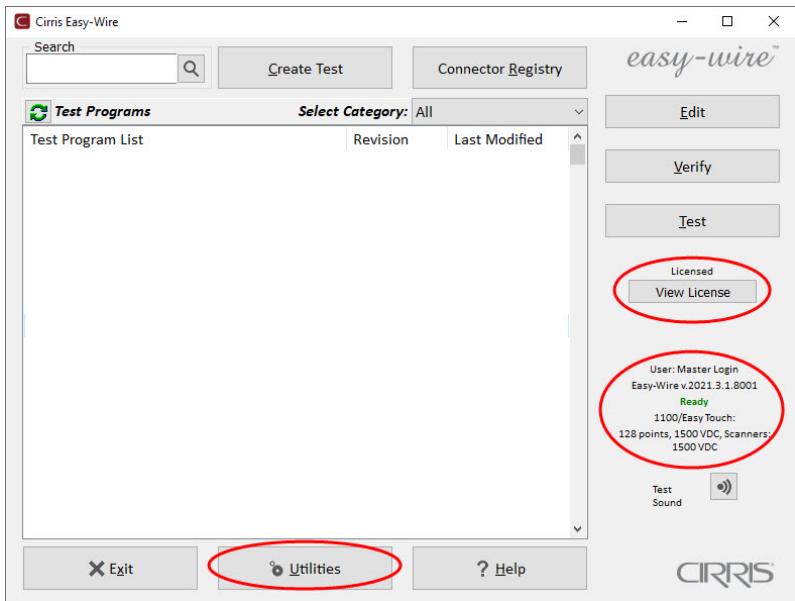 Cirris Easy-Wire
Search
Create Test
Connector Registry
easy-wire™
Test Programs
Select Category: All
Edit
Test Program List
Revision
Last Modified
Verify
Test
Licensed
View License
User: Master Login
Easy-Wire v.2021.3.1.8001
Ready
1100/Easy Touch:
128 points, 1500 VDC, Scanners:
1500 VDC
Test
Sound
Exit
Utilities
? Help
CIRRIS